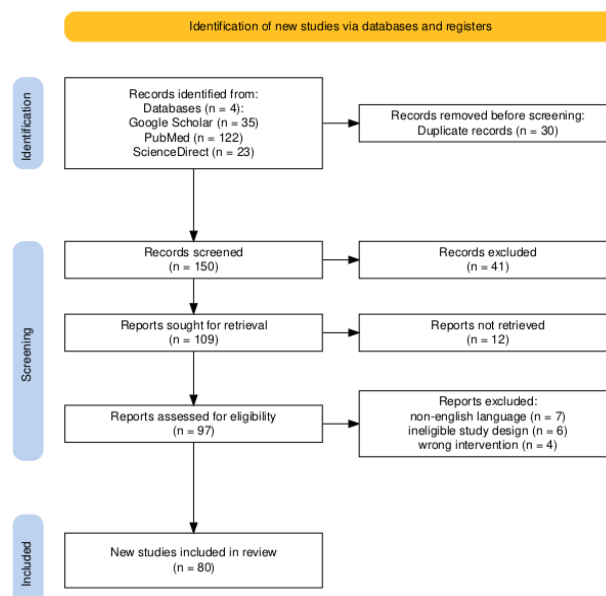 Identification of new studies via databases and registers
Identification
Records identified from:
Databases (n = 4):
Google Scholar (n = 35)
PubMed (n = 122)
ScienceDirect (n = 23)
Records removed before screening:
Duplicate records (n = 30)
Screening
Records screened
(n = 150)
Records excluded
(n = 41)
Reports sought for retrieval
(n = 109)
Reports not retrieved
(n = 12)
Reports assessed for eligibility
(n = 97)
Reports excluded:
non-english language (n = 7)
ineligible study design (n = 6)
wrong intervention (n = 4)
Included
New studies included in review
(n = 80)